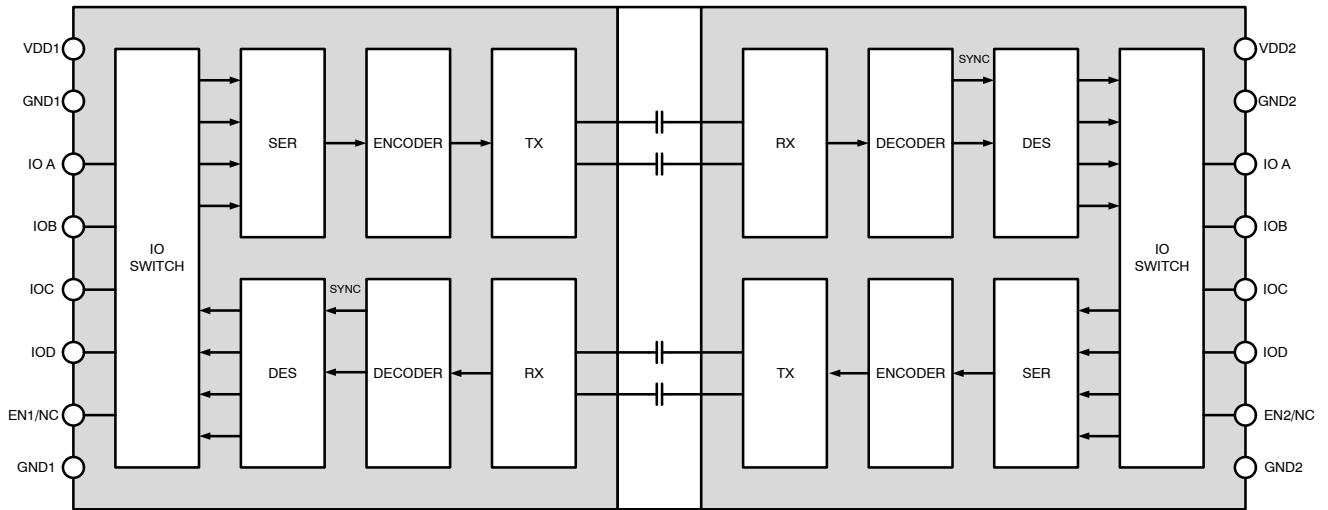 VDD1
GND1
IO A
IOB
IOC
IOD
EN1/NC
GND1
IO
SWITCH
SER
ENCODER
TX
DES
SYNC
DECODER
RX
RX
DECODER
SYNC
DES
TX
ENCODER
SER
IO
SWITCH
VDD2
GND2
IO A
IOB
IOC
IOD
EN2/NC
GND2